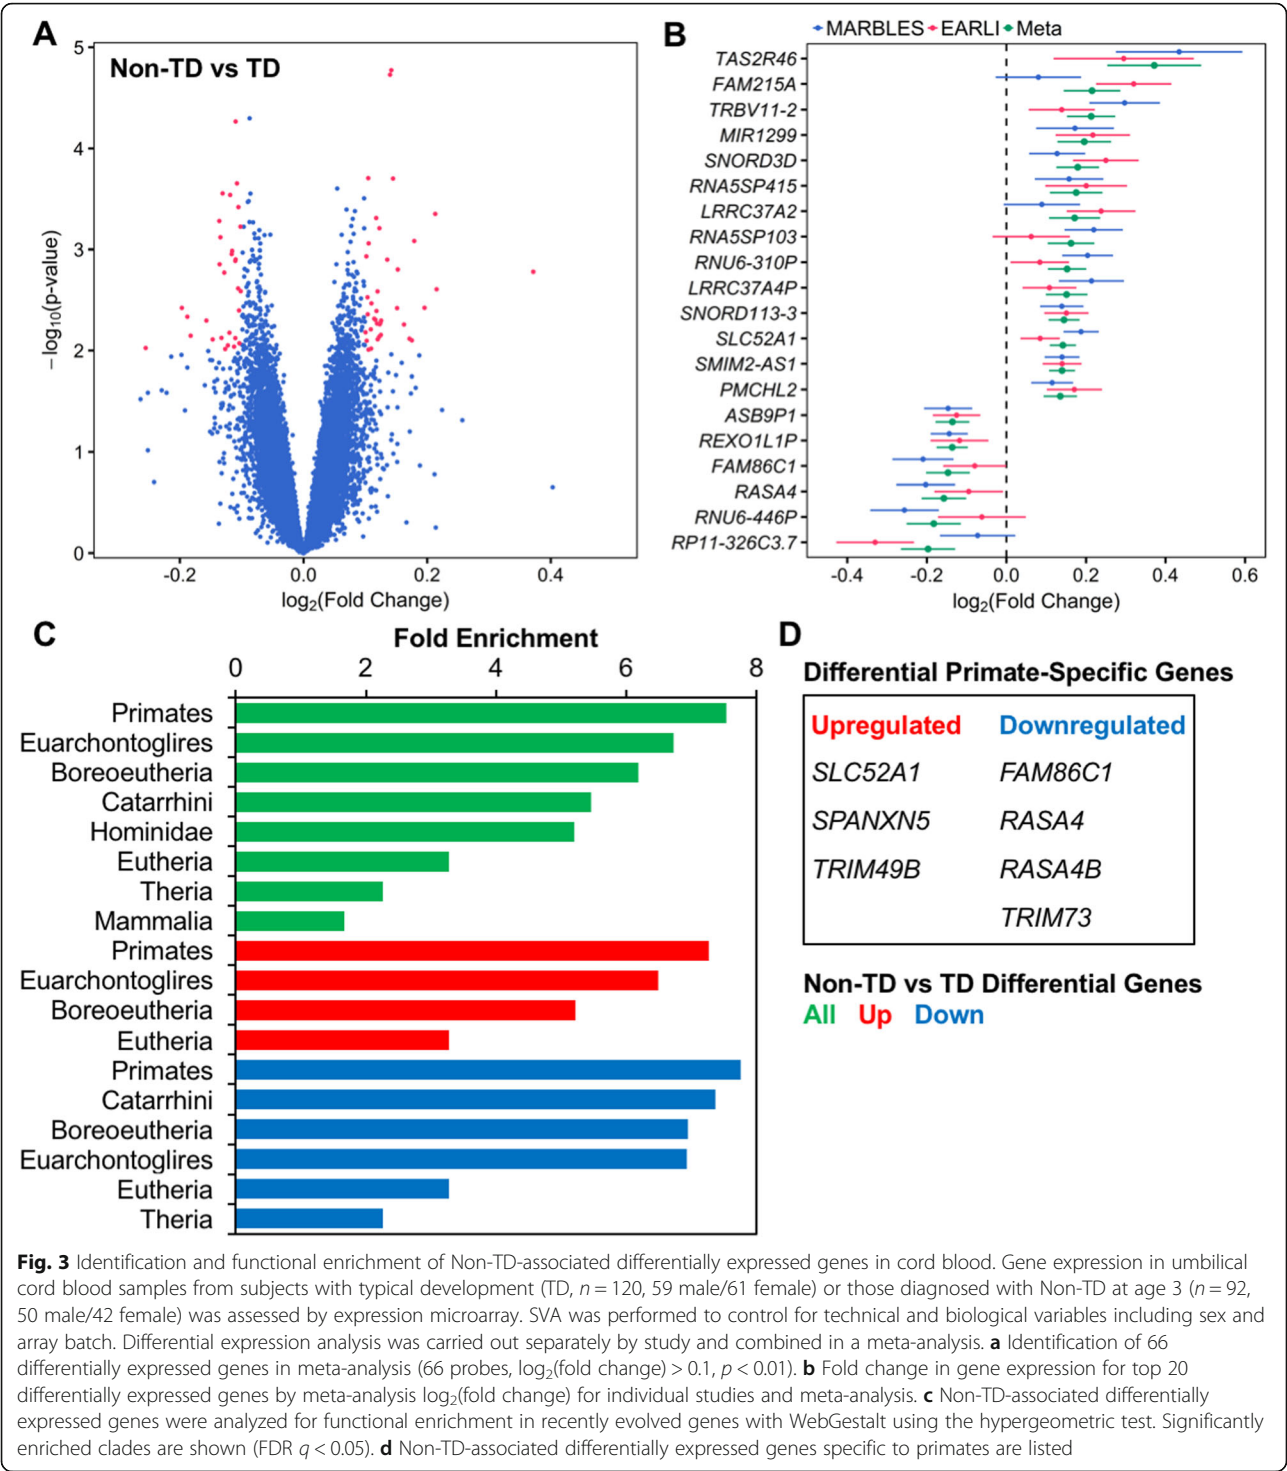 A
Non-TD vs TD
5
4
3
2
1
0
−log10(p-value)
-0.2 0.0 0.2 0.4
log2(Fold Change)
B
MARBLES EARLI Meta
TAS2R46
FAM215A
TRBV11-2
MIR1299
SNORD3D
RNA5SP415
LRRC37A2
RNA5SP103
RNU6-310P
LRRC37A4P
SNORD113-3
SLC52A1
SMIM2-AS1
PMCHL2
ASB9P1
REXO1L1P
FAM86C1
RASA4
RNU6-446P
RP11-326C3.7
-0.4 -0.2 0.0 0.2 0.4 0.6
log2(Fold Change)
C
Fold Enrichment
0 2 4 6 8
Primates
Euarchontoglires
Boreoeutheria
Catarrhini
Hominidae
Eutheria
Theria
Mammalia
Primates
Euarchontoglires
Boreoeutheria
Eutheria
Primates
Catarrhini
Boreoeutheria
Euarchontoglires
Eutheria
Theria
D
Differential Primate-Specific Genes
Upregulated Downregulated
SLC52A1 FAM86C1
SPANXN5 RASA4
TRIM49B RASA4B
TRIM73
Non-TD vs TD Differential Genes
All Up Down
Fig. 3 Identification and functional enrichment of Non-TD-associated differentially expressed genes in cord blood. Gene expression in umbilical
cord blood samples from subjects with typical development (TD, n = 120, 59 male/61 female) or those diagnosed with Non-TD at age 3 (n = 92,
50 male/42 female) was assessed by expression microarray. SVA was performed to control for technical and biological variables including sex and
array batch. Differential expression analysis was carried out separately by study and combined in a meta-analysis. a Identification of 66
differentially expressed genes in meta-analysis (66 probes, log2(fold change) > 0.1, p < 0.01). b Fold change in gene expression for top 20
differentially expressed genes by meta-analysis log2(fold change) for individual studies and meta-analysis. c Non-TD-associated differentially
expressed genes were analyzed for functional enrichment in recently evolved genes with WebGestalt using the hypergeometric test. Significantly
enriched clades are shown (FDR q < 0.05). d Non-TD-associated differentially expressed genes specific to primates are listed